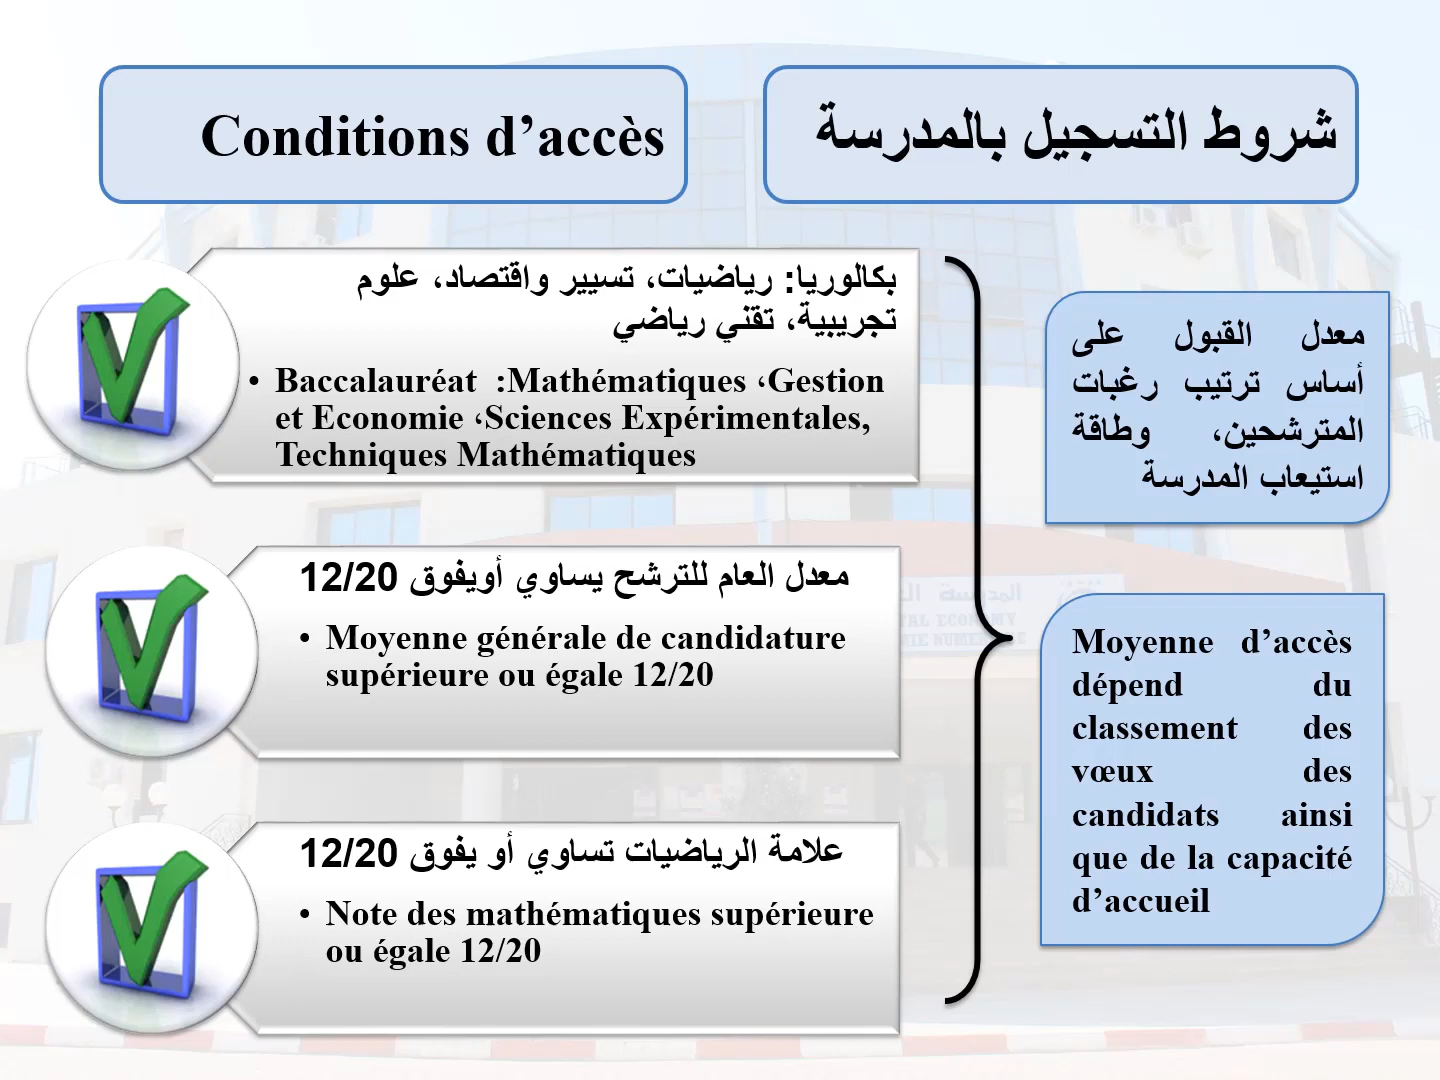 Conditions d’accès
شروط التسجيل بالمدرسة
بكالوريا: رياضيات، تسيير واقتصاد، علوم
تجريبية، تقني رياضي
• Baccalauréat :Mathématiques ،Gestion
et Economie ،Sciences Expérimentales,
Techniques Mathématiques
معدل العام للترشح يساوي أويفوق 12/20
• Moyenne générale de candidature
supérieure ou égale 12/20
علامة الرياضيات تساوي أو يفوق 12/20
• Note des mathématiques supérieure
ou égale 12/20
معدل القبول على
أساس ترتيب رغبات
المترشحين، وطاقة
استيعاب المدرسة
Moyenne d’accès
dépend du
classement des
vœux des
candidats ainsi
que de la capacité
d’accueil